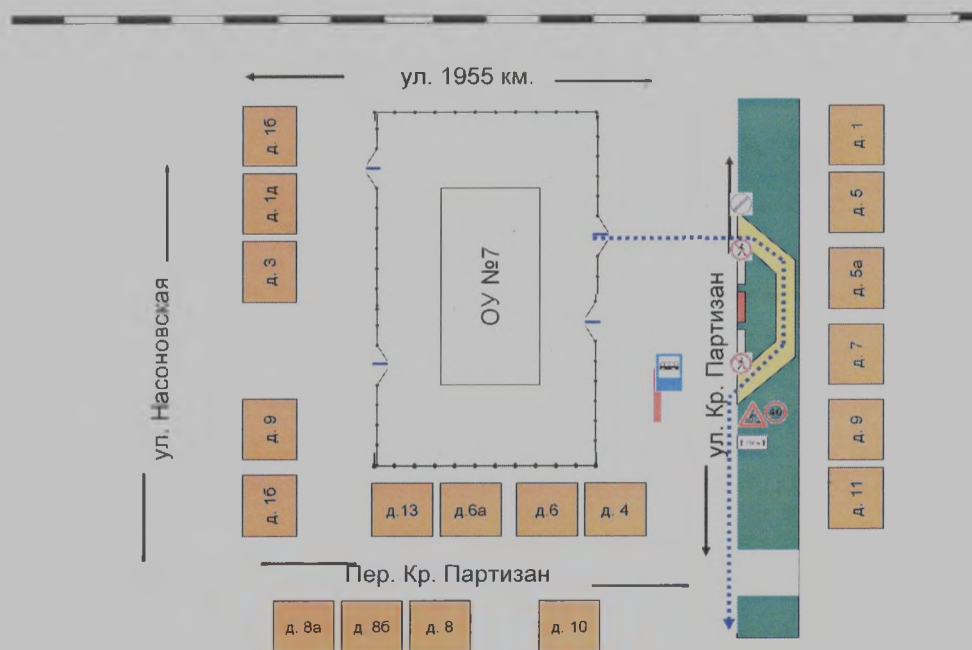 ул. 1955 км.
д. 1б
д. 1д
д. 3
ул. Насоновская
д. 9
д. 1б
ОУ №7
ул. Кр. Партизан
40
д. 1
д. 5
д. 5а
д. 7
д. 9
д. 11
д.13
д.6а
д.6
д. 4
Пер. Кр. Партизан
д. 8а
д. 8б
д. 8
д. 10